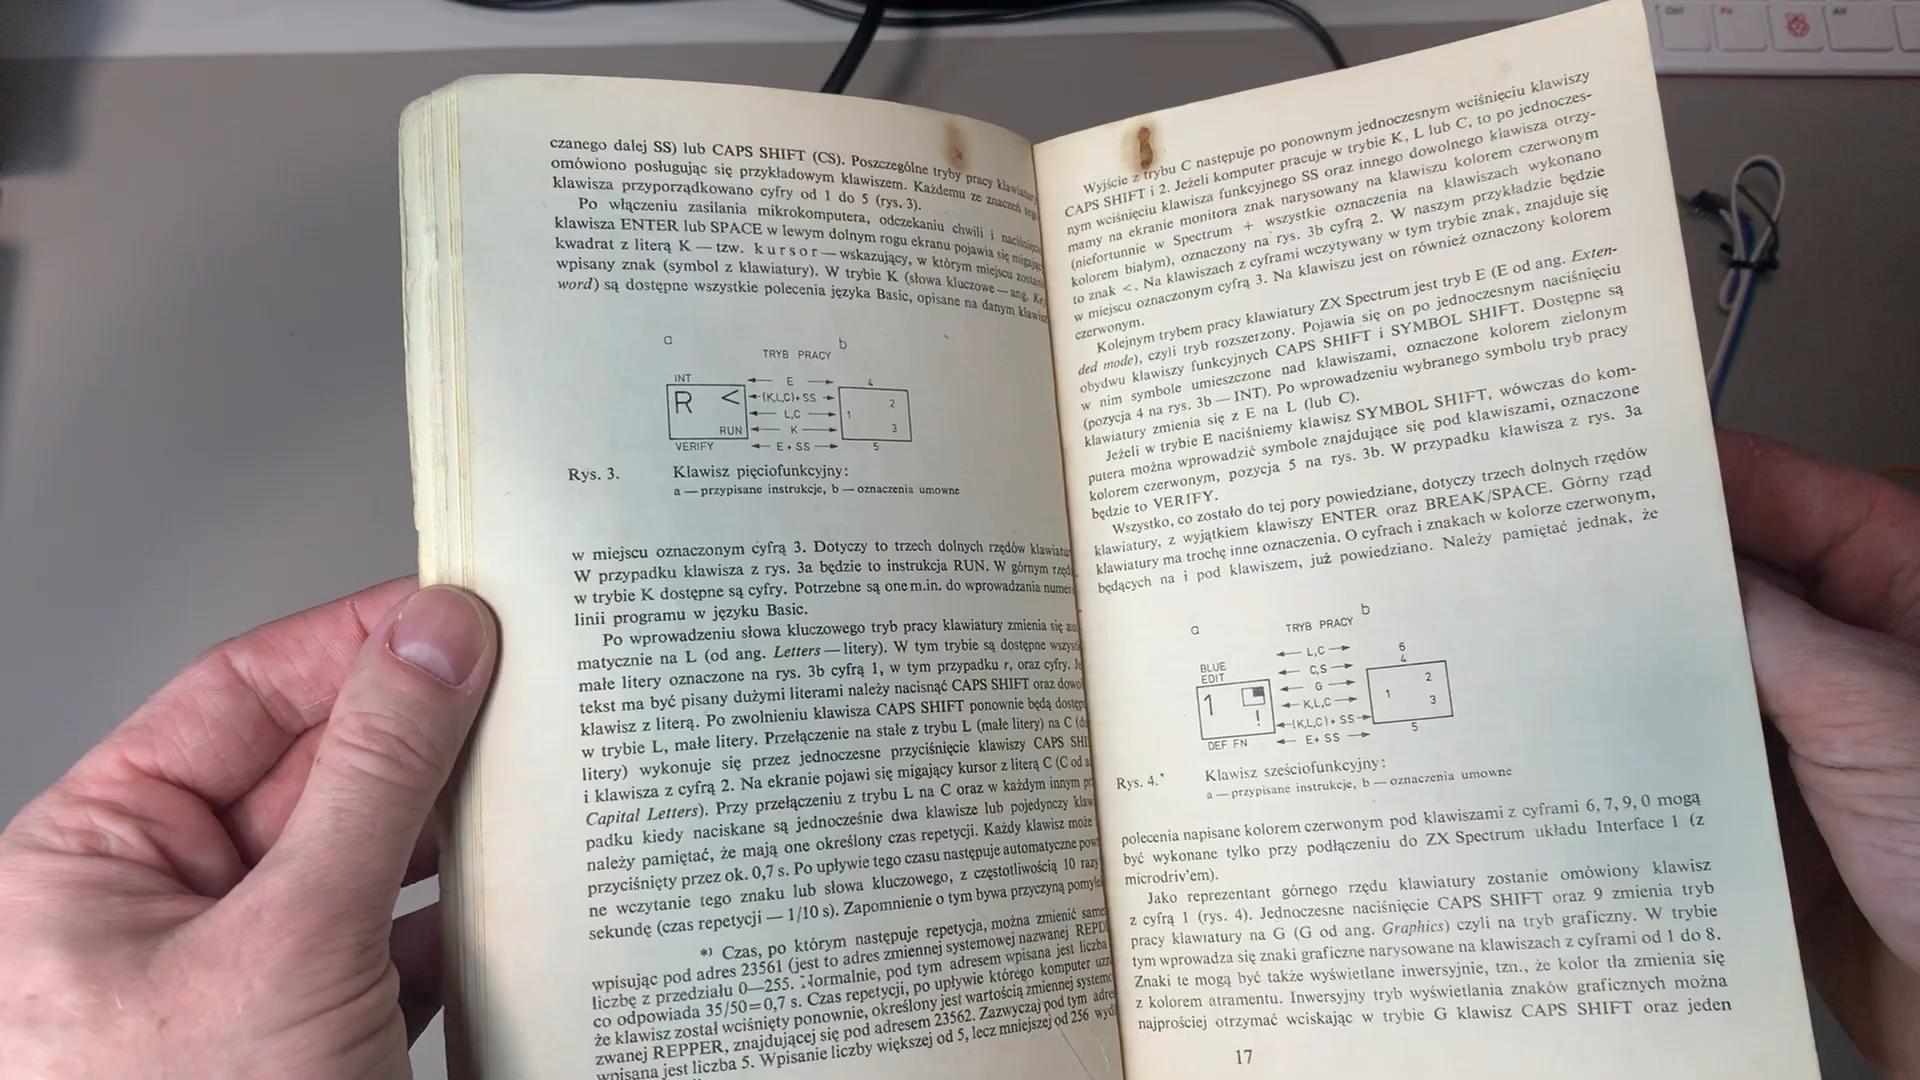 czanego dalej SS) lub CAPS SHIFT (CS). Poszczególne tryby pracy klawiatury
omówiono posługując się przykładowym klawiszem. Każdemu ze znaczeń tego
klawisza przyporządkowano cyfry od 1 do 5 (rys. 3).
Po włączeniu zasilania mikrokomputera, odczekaniu chwili i naciśnięciu
klawisza ENTER lub SPACE w lewym dolnym rogu ekranu pojawia się migający
kwadrat z literą K — tzw. kursor — wskazujący, w którym miejscu zostanie
wpisany znak (symbol z klawiatury). W trybie K (słowa kluczowe — ang. Key
word) są dostępne wszystkie polecenia języka Basic, opisane na danym klawiszu
a
b
TRYB PRACY
INT
R <
RUN
VERIFY
E
(K,L,C)+ SS
L,C
K
E + SS
4
2
1
3
5
Rys. 3. Klawisz pięciofunkcyjny:
a — przypisane instrukcje, b — oznaczenia umowne
w miejscu oznaczonym cyfrą 3. Dotyczy to trzech dolnych rzędów klawiatu
W przypadku klawisza z rys. 3a będzie to instrukcja RUN. W górnym rzęd
w trybie K dostępne są cyfry. Potrzebne są one m.in. do wprowadzania numer
linii programu w języku Basic.
Po wprowadzeniu słowa kluczowego tryb pracy klawiatury zmienia się au
matycznie na L (od ang. Letters — litery). W tym trybie są dostępne wszyst
małe litery oznaczone na rys. 3b cyfrą 1, w tym przypadku r, oraz cyfry. Je
tekst ma być pisany dużymi literami należy nacisnąć CAPS SHIFT oraz dowo
klawisz z literą. Po zwolnieniu klawisza CAPS SHIFT ponownie będą dostęp
w trybie L, małe litery. Przełączenie na stałe z trybu L (małe litery) na C (d
litery) wykonuje się przez jednoczesne przyciśnięcie klawiszy CAPS SHI
i klawisza z cyfrą 2. Na ekranie pojawi się migający kursor z literą C (C od a
Capital Letters). Przy przełączeniu z trybu L na C oraz w każdym innym pr
padku kiedy naciskane są jednocześnie dwa klawisze lub pojedynczy klaw
należy pamiętać, że mają one określony czas repetycji. Każdy klawisz może
przyciśnięty przez ok. 0,7 s. Po upływie tego czasu następuje automatyczne pow
ne wczytanie tego znaku lub słowa kluczowego, z częstotliwością 10 razy
sekundę (czas repetycji — 1/10 s). Zapomnienie o tym bywa przyczyną pomył
*) Czas, po którym następuje repetycja, można zmienić same
wpisując pod adres 23561 (jest to adres zmiennej systemowej nazwanej REPD
liczbę z przedziału 0—255. Normalnie, pod tym adresem wpisana jest liczba
co odpowiada 35/50=0,7 s. Czas repetycji, po upływie którego komputer uzn
że klawisz został wciśnięty ponownie, określony jest wartością zmiennej systemo
zwanej REPPER, znajdującej się pod adresem 23562. Zazwyczaj pod tym adre
wpisana jest liczba 5. Wpisanie liczby większej od 5, lecz mniejszej od 256 wyd
Wyjście z trybu C następuje po ponownym jednoczesnym wciśnięciu klawiszy
CAPS SHIFT i 2. Jeżeli komputer pracuje w trybie K, L lub C, to po jednoczes-
nym wciśnięciu klawisza funkcyjnego SS oraz innego dowolnego klawisza otrzy-
mamy na ekranie monitora znak narysowany na klawiszu kolorem czerwonym
(niefortunnie w Spectrum + wszystkie oznaczenia na klawiszach wykonano
kolorem białym), oznaczony na rys. 3b cyfrą 2. W naszym przykładzie będzie
to znak <. Na klawiszach z cyframi wczytywany w tym trybie znak, znajduje się
w miejscu oznaczonym cyfrą 3. Na klawiszu jest on również oznaczony kolorem
czerwonym.
Kolejnym trybem pracy klawiatury ZX Spectrum jest tryb E (E od ang. Exten-
ded mode), czyli tryb rozszerzony. Pojawia się on po jednoczesnym naciśnięciu
obydwu klawiszy funkcyjnych CAPS SHIFT i SYMBOL SHIFT. Dostępne są
w nim symbole umieszczone nad klawiszami, oznaczone kolorem zielonym
(pozycja 4 na rys. 3b — INT). Po wprowadzeniu wybranego symbolu tryb pracy
klawiatury zmienia się z E na L (lub C).
Jeżeli w trybie E naciśniemy klawisz SYMBOL SHIFT, wówczas do kom-
putera można wprowadzić symbole znajdujące się pod klawiszami, oznaczone
kolorem czerwonym, pozycja 5 na rys. 3b. W przypadku klawisza z rys. 3a
będzie to VERIFY.
Wszystko, co zostało do tej pory powiedziane, dotyczy trzech dolnych rzędów
klawiatury, z wyjątkiem klawiszy ENTER oraz BREAK/SPACE. Górny rząd
klawiatury ma trochę inne oznaczenia. O cyfrach i znakach w kolorze czerwonym,
będących na i pod klawiszem, już powiedziano. Należy pamiętać jednak, że
a
b
TRYB PRACY
BLUE
EDIT
1
!
DEF FN
L,C
C,S
G
K,L,C
(K,L,C) + SS
E+ SS
6
4
2
1
3
5
Rys. 4.* Klawisz sześciofunkcyjny:
a — przypisane instrukcje, b — oznaczenia umowne
polecenia napisane kolorem czerwonym pod klawiszami z cyframi 6, 7, 9, 0 mogą
być wykonane tylko przy podłączeniu do ZX Spectrum układu Interface 1 (z
microdriv'em).
Jako reprezentant górnego rzędu klawiatury zostanie omówiony klawisz
z cyfrą 1 (rys. 4). Jednoczesne naciśnięcie CAPS SHIFT oraz 9 zmienia tryb
pracy klawiatury na G (G od ang. Graphics) czyli na tryb graficzny. W trybie
tym wprowadza się znaki graficzne narysowane na klawiszach z cyframi od 1 do 8.
Znaki te mogą być także wyświetlane inwersyjnie, tzn., że kolor tła zmienia się
z kolorem atramentu. Inwersyjny tryb wyświetlania znaków graficznych można
najprościej otrzymać wciskając w trybie G klawisz CAPS SHIFT oraz jeden
17
Ctrl
Fn
Alt